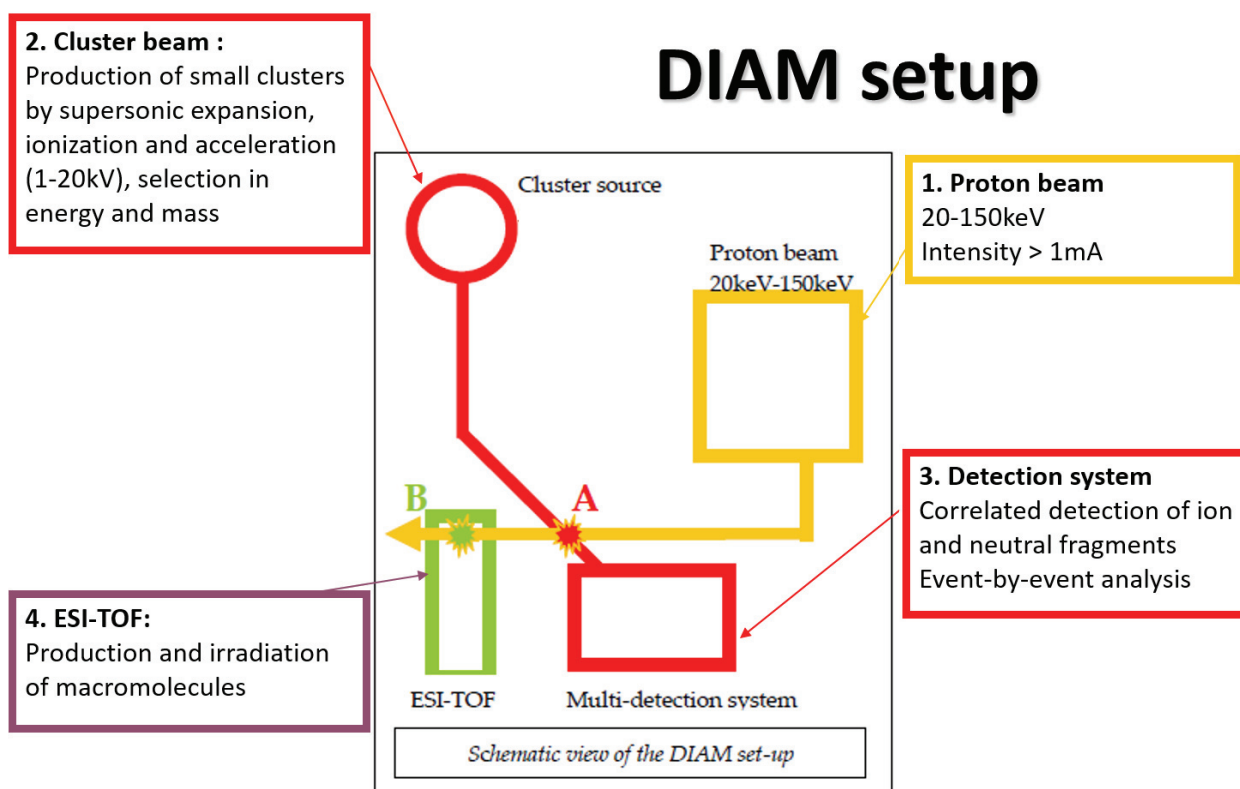 DIAM setup
2. Cluster beam :
Production of small clusters
by supersonic expansion,
ionization and acceleration
(1-20kV), selection in
energy and mass
1. Proton beam
20-150keV
Intensity > 1mA
Cluster source
Proton beam
20keV-150keV
B
A
3. Detection system
Correlated detection of ion
and neutral fragments
Event-by-event analysis
4. ESI-TOF:
Production and irradiation
of macromolecules
ESI-TOF
Multi-detection system
Schematic view of the DIAM set-up